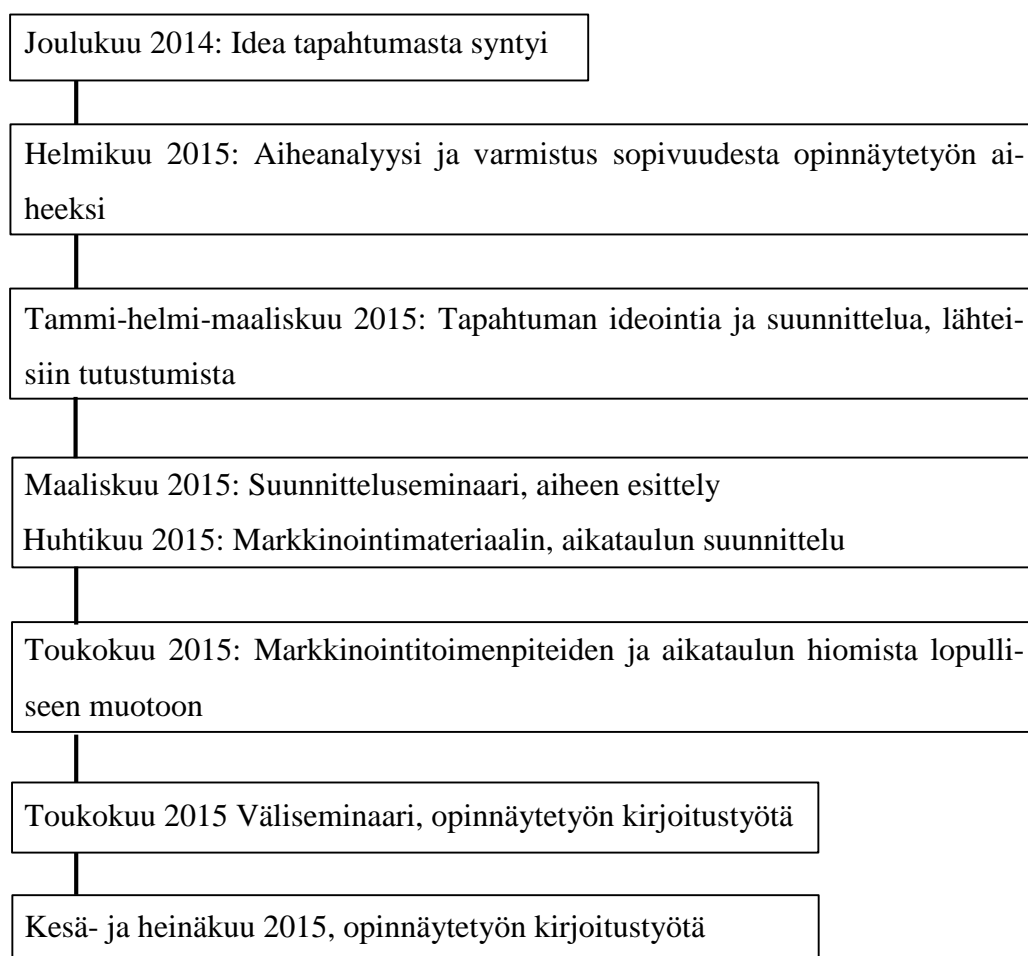 Joulukuu 2014: Idea tapahtumasta syntyi
Helmikuu 2015: Aiheanalyysi ja varmistus sopivuudesta opinnäytetyön ai-
heeksi
Tammi-helmi-maaliskuu 2015: Tapahtuman ideointia ja suunnittelua, lähtei-
siin tutustumista
Maaliskuu 2015: Suunnitteluseminaari, aiheen esittely
Huhtikuu 2015: Markkinointimateriaalin, aikataulun suunnittelu
Toukokuu 2015: Markkinointitoimenpiteiden ja aikataulun hiomista lopulli-
seen muotoon
Toukokuu 2015 Väliseminaari, opinnäytetyön kirjoitustyötä
Kesä- ja heinäkuu 2015, opinnäytetyön kirjoitustyötä